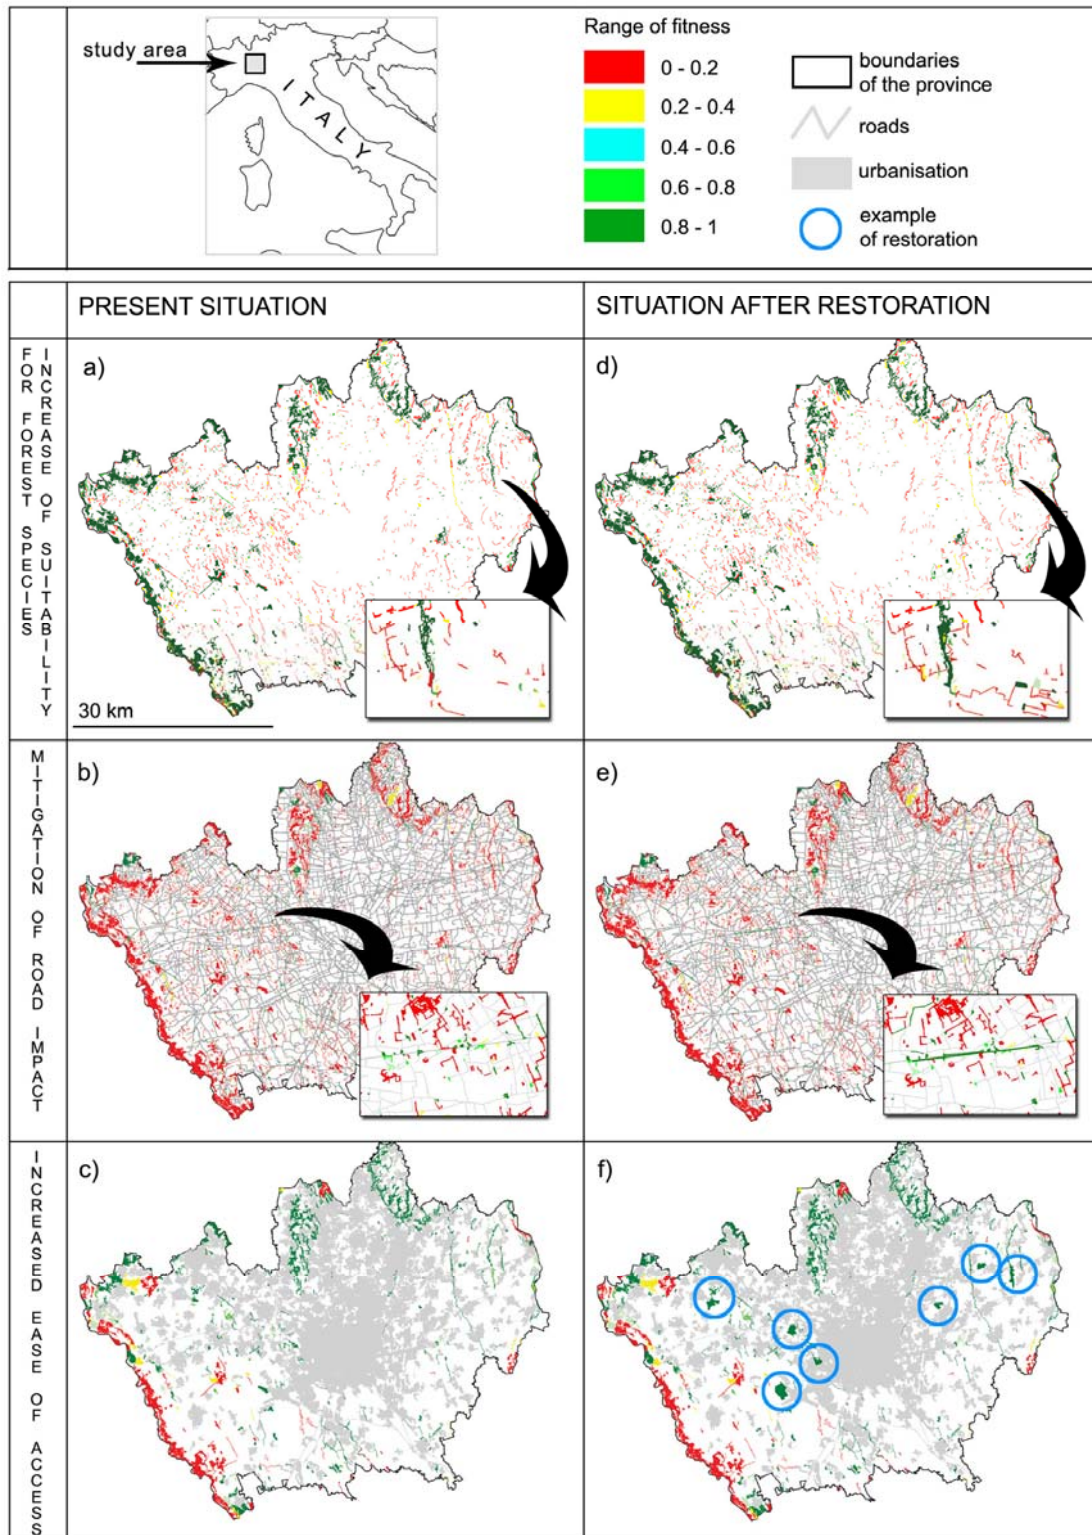 study area
ITALY
Range of fitness
0 - 0.2
0.2 - 0.4
0.4 - 0.6
0.6 - 0.8
0.8 - 1
boundaries
of the province
roads
urbanisation
example
of restoration
PRESENT SITUATION
SITUATION AFTER RESTORATION
INCREASE OF SUITABILITY
FOR FOREST SPECIES
a)
30 km
d)
MITIGATION OF ROAD IMPACT
b)
e)
INCREASED EASE OF ACCESS
c)
f)